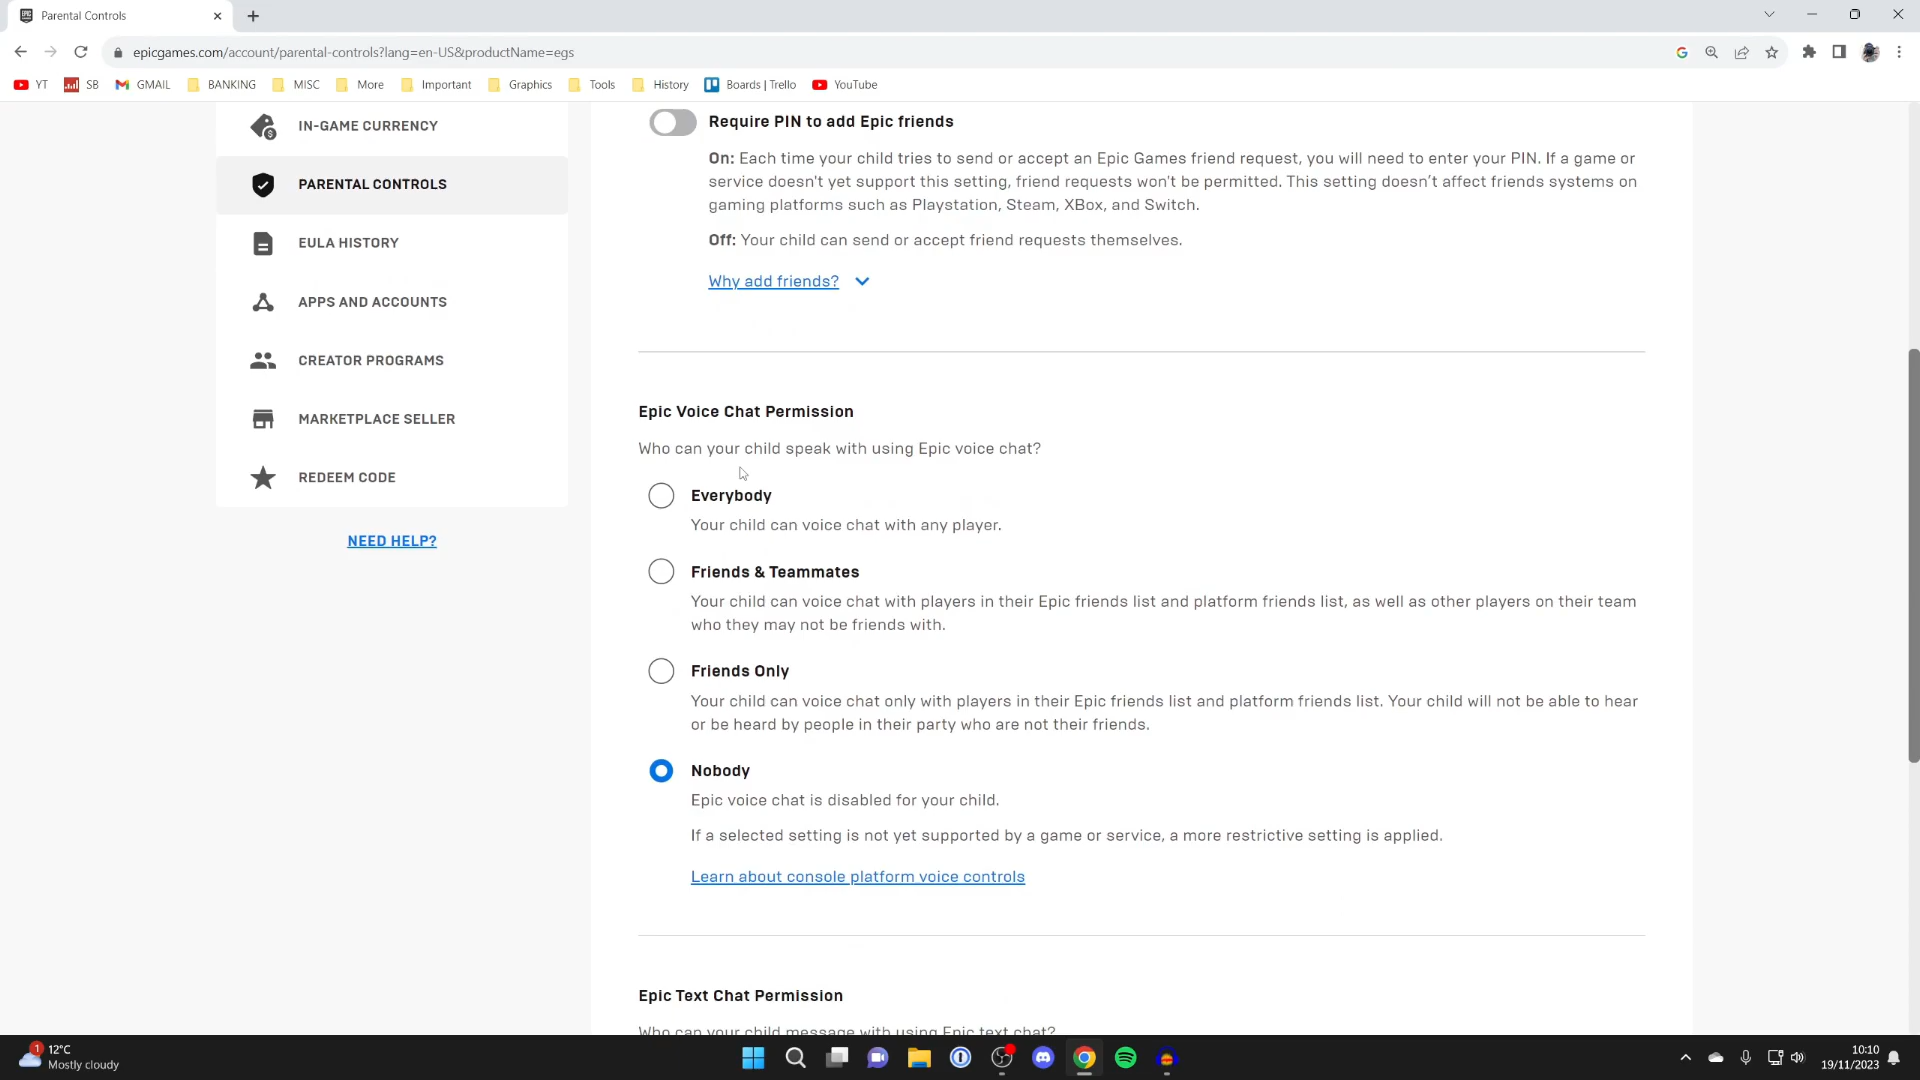 Parental Controls
epicgames.com/account/parental-controls?lang=en-US&productName=egs
YT SB GMAIL BANKING MISC More Important Graphics Tools History Boards | Trello YouTube
IN-GAME CURRENCY
PARENTAL CONTROLS
EULA HISTORY
APPS AND ACCOUNTS
CREATOR PROGRAMS
MARKETPLACE SELLER
REDEEM CODE
NEED HELP?
Require PIN to add Epic friends
On: Each time your child tries to send or accept an Epic Games friend request, you will need to enter your PIN. If a game or
service doesn't yet support this setting, friend requests won't be permitted. This setting doesn’t affect friends systems on
gaming platforms such as Playstation, Steam, XBox, and Switch.
Off: Your child can send or accept friend requests themselves.
Why add friends?
Epic Voice Chat Permission
Who can your child speak with using Epic voice chat?
Everybody
Your child can voice chat with any player.
Friends & Teammates
Your child can voice chat with players in their Epic friends list and platform friends list, as well as other players on their team
who they may not be friends with.
Friends Only
Your child can voice chat only with players in their Epic friends list and platform friends list. Your child will not be able to hear
or be heard by people in their party who are not their friends.
Nobody
Epic voice chat is disabled for your child.
If a selected setting is not yet supported by a game or service, a more restrictive setting is applied.
Learn about console platform voice controls
Epic Text Chat Permission
Who can your child message with using Epic text chat?
1
12°C
Mostly cloudy
10:10
19/11/2023